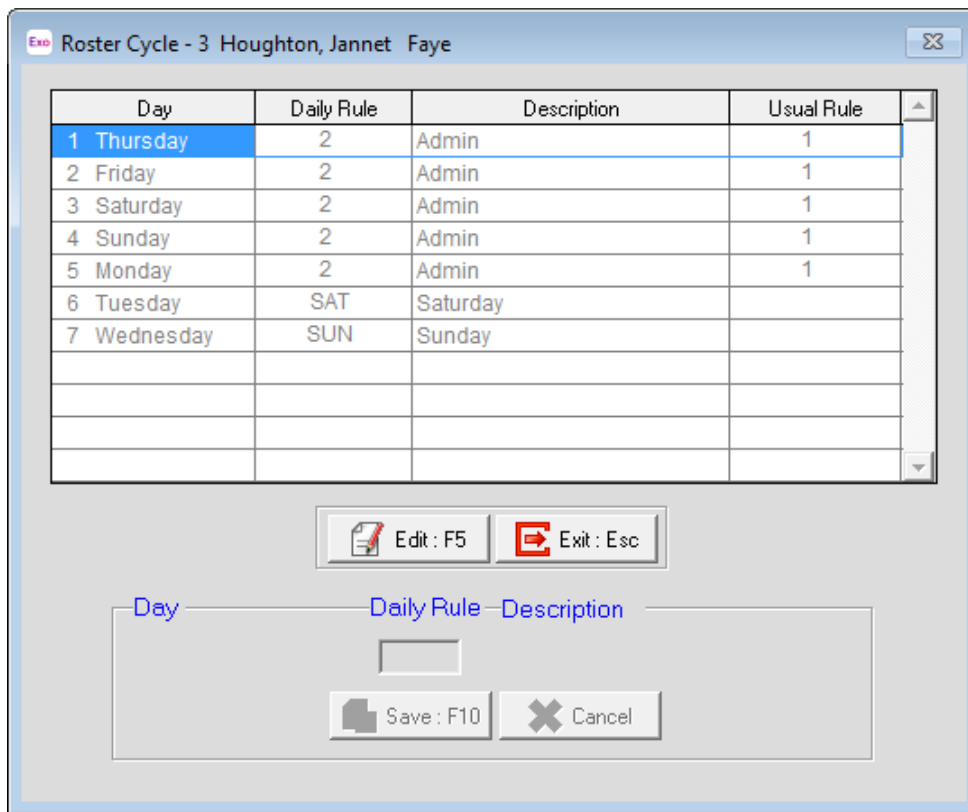 Exo Roster Cycle - 3 Houghton, Jannet Faye
Day Daily Rule Description Usual Rule
1 Thursday 2 Admin 1
2 Friday 2 Admin 1
3 Saturday 2 Admin 1
4 Sunday 2 Admin 1
5 Monday 2 Admin 1
6 Tuesday SAT Saturday
7 Wednesday SUN Sunday
Edit : F5 Exit : Esc
Day Daily Rule Description
Save : F10 Cancel